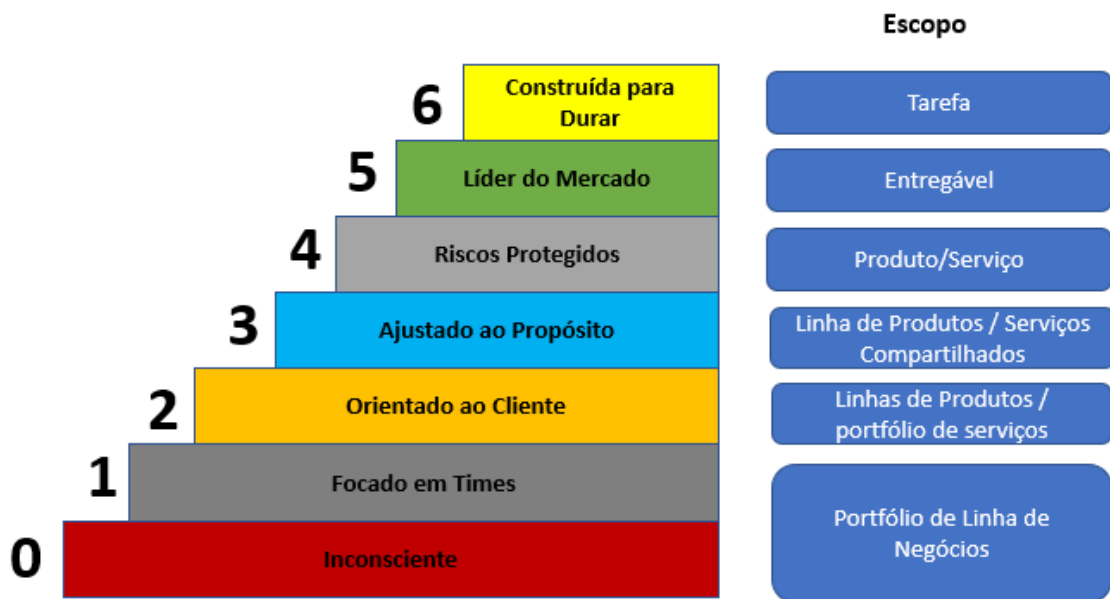 Escopo
6
Construída para
Durar
Tarefa
5
Líder do Mercado
Entregável
4
Riscos Protegidos
Produto/Serviço
3
Ajustado ao Propósito
Linha de Produtos / Serviços
Compartilhados
2
Orientado ao Cliente
Linhas de Produtos /
portfólio de serviços
1
Focado em Times
Portfólio de Linha de
Negócios
0
Inconsciente